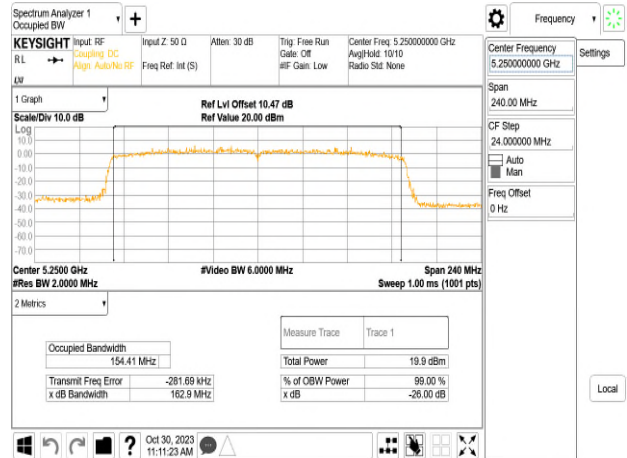 Spectrum Analyzer 1
Occupied BW
+
Frequency
KEYSIGHT
Input: RF
Coupling: DC
Align: Auto/No RF
Input Z: 50 Ω
Freq Ref: Int (S)
Atten: 30 dB
Trig: Free Run
Gate: Off
#IF Gain: Low
Center Freq: 5.250000000 GHz
Avg|Hold: 10/10
Radio Std: None
R L
LXI
Center Frequency
5.250000000 GHz
Settings
Span
240.00 MHz
CF Step
24.000000 MHz
Auto
Man
Freq Offset
0 Hz
Local
1 Graph
Scale/Div 10.0 dB
Ref Lvl Offset 10.47 dB
Ref Value 20.00 dBm
Log
10.0
0.00
-10.0
-20.0
-30.0
-40.0
-50.0
-60.0
-70.0
Center 5.2500 GHz
#Video BW 6.0000 MHz
Span 240 MHz
#Res BW 2.0000 MHz
Sweep 1.00 ms (1001 pts)
2 Metrics
Measure Trace Trace 1
Occupied Bandwidth
154.41 MHz
Total Power 19.9 dBm
Transmit Freq Error -281.69 kHz
% of OBW Power 99.00 %
x dB Bandwidth 162.9 MHz
x dB -26.00 dB
?
Oct 30, 2023
11:11:23 AM